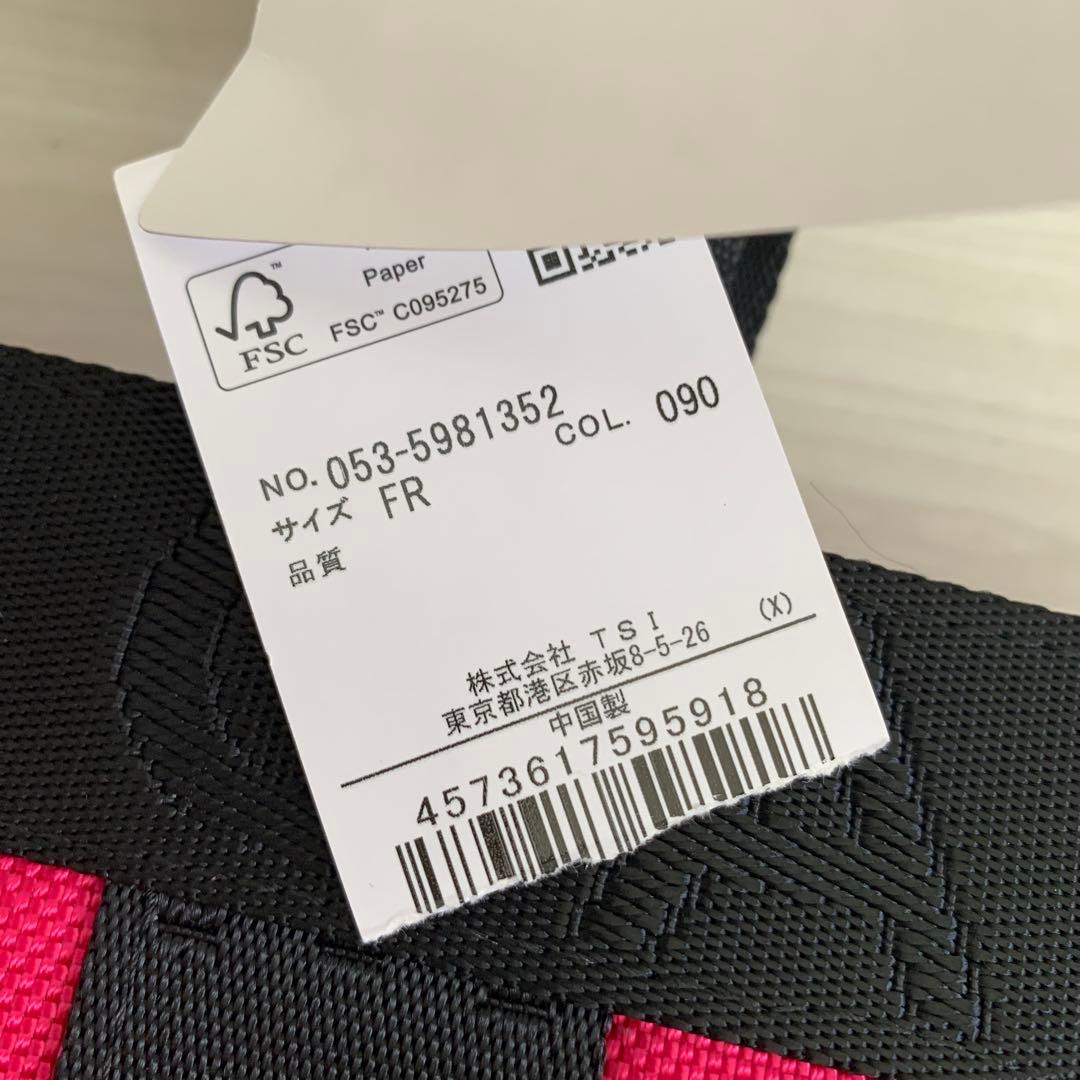 Paper
FSC™ C095275
™
FSC
NO. 053-5981352
COL. 090
サイズ FR
品質
株式会社 TSI
東京都港区赤坂8-5-26 (X)
中国製
4573617595918